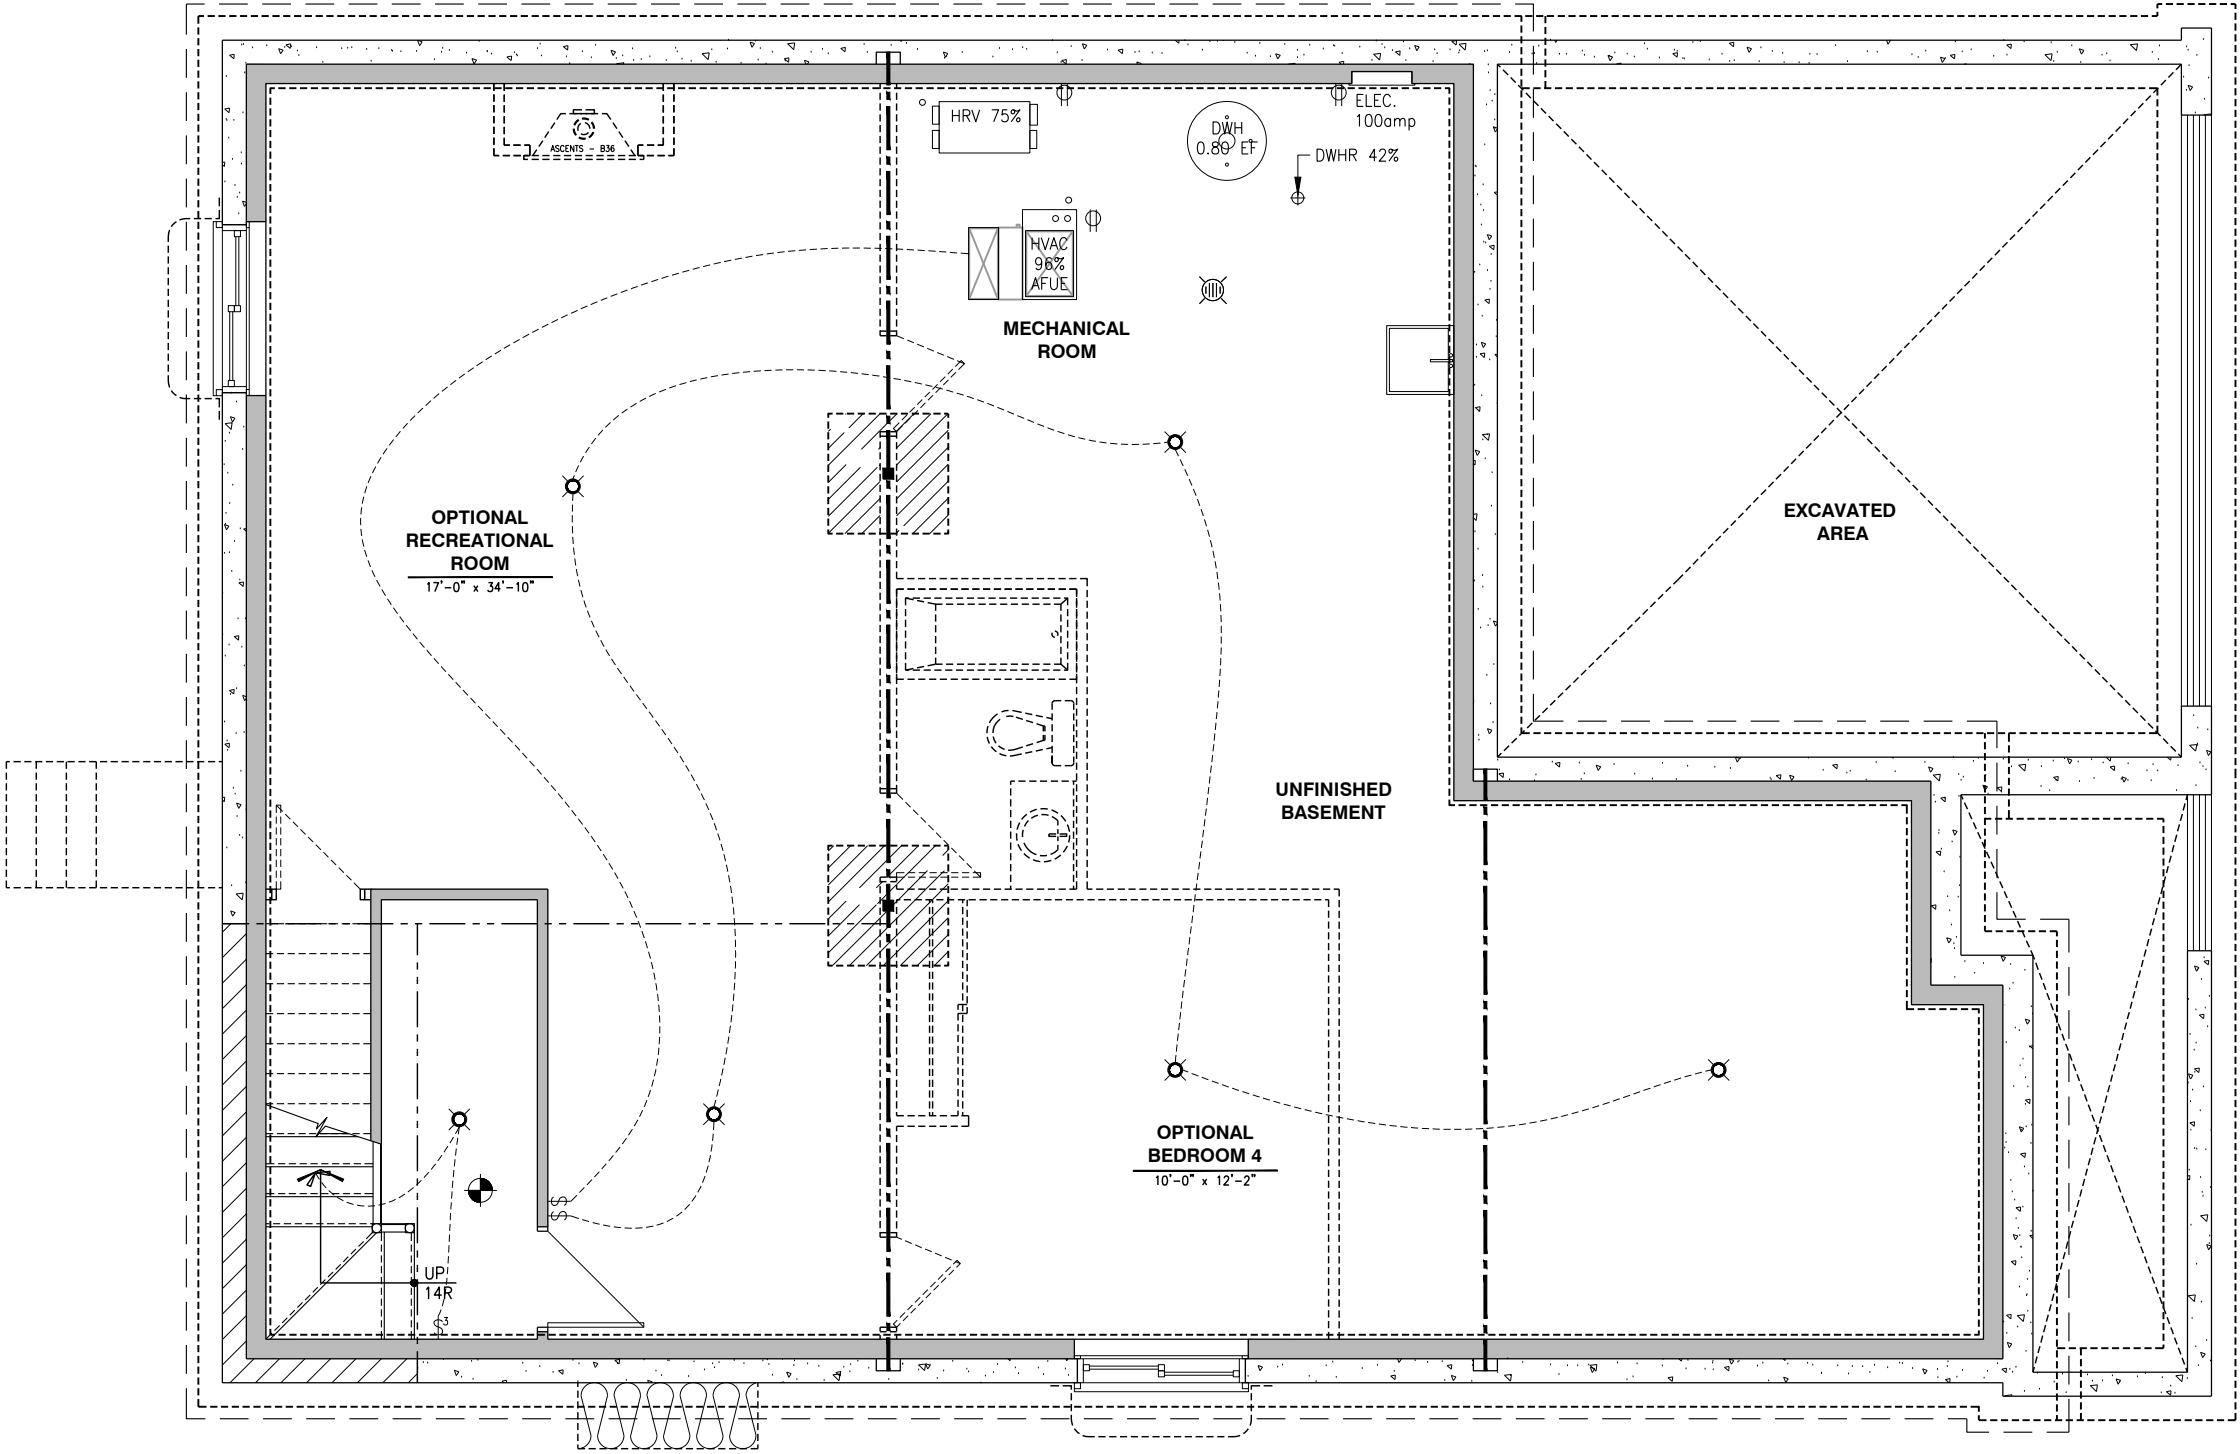 HRV 75%
ELEC.
100amp
DWH
0.80 EF
DWHR 42%
ASCENTS - B36
HVAC
96%
AFUE
MECHANICAL
ROOM
OPTIONAL
RECREATIONAL
ROOM
17'-0" x 34'-10"
EXCAVATED
AREA
UNFINISHED
BASEMENT
OPTIONAL
BEDROOM 4
10'-0" x 12'-2"
S
S
UP
14R
S3